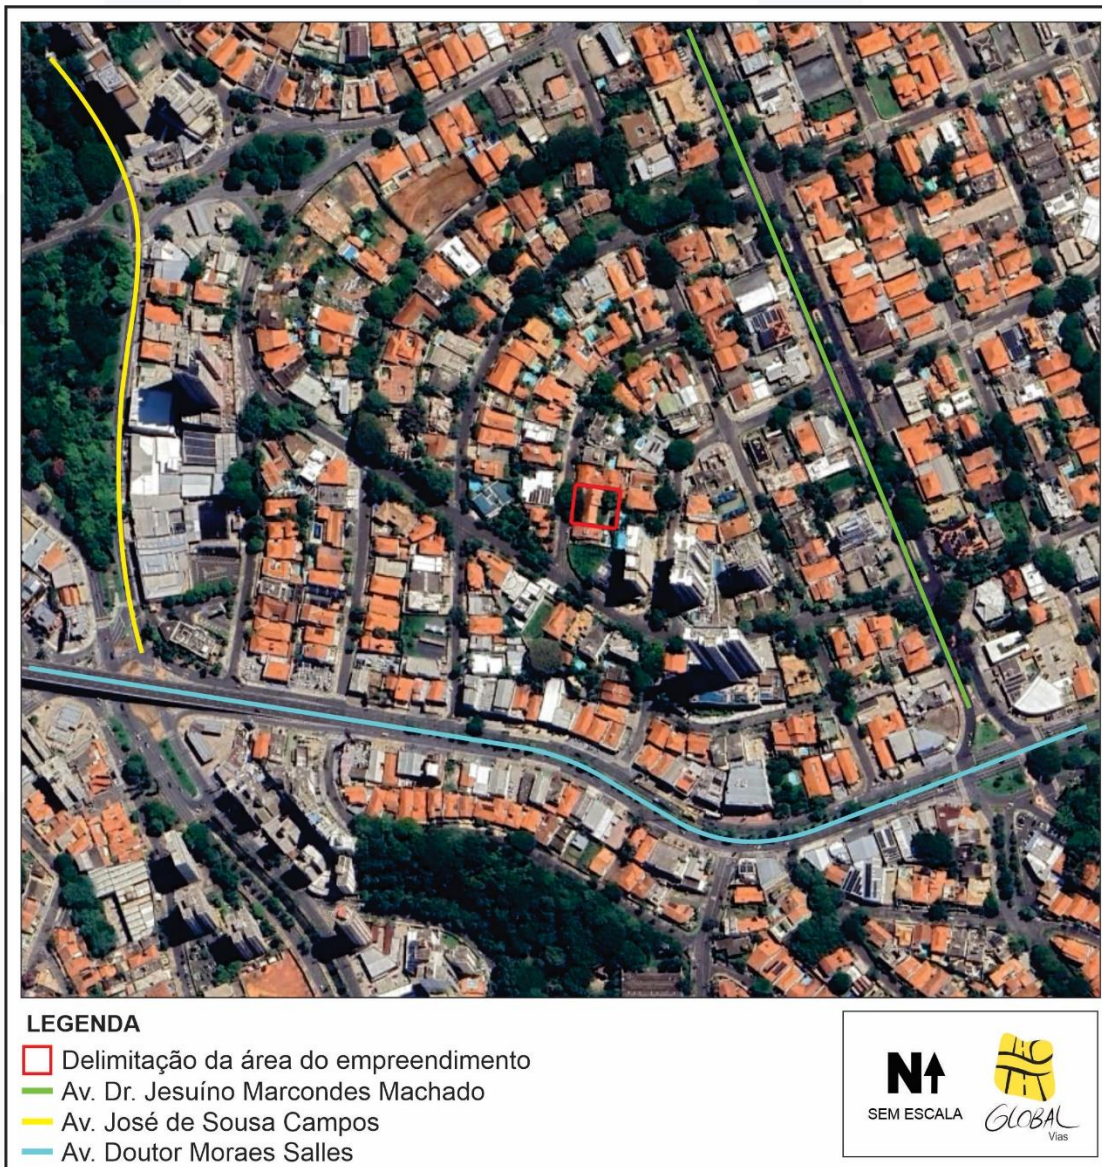 LEGENDA
Delimitação da área do empreendimento
Av. Dr. Jesuíno Marcondes Machado
Av. José de Sousa Campos
Av. Doutor Moraes Salles
N
SEM ESCALA
GLOBAL
Vias